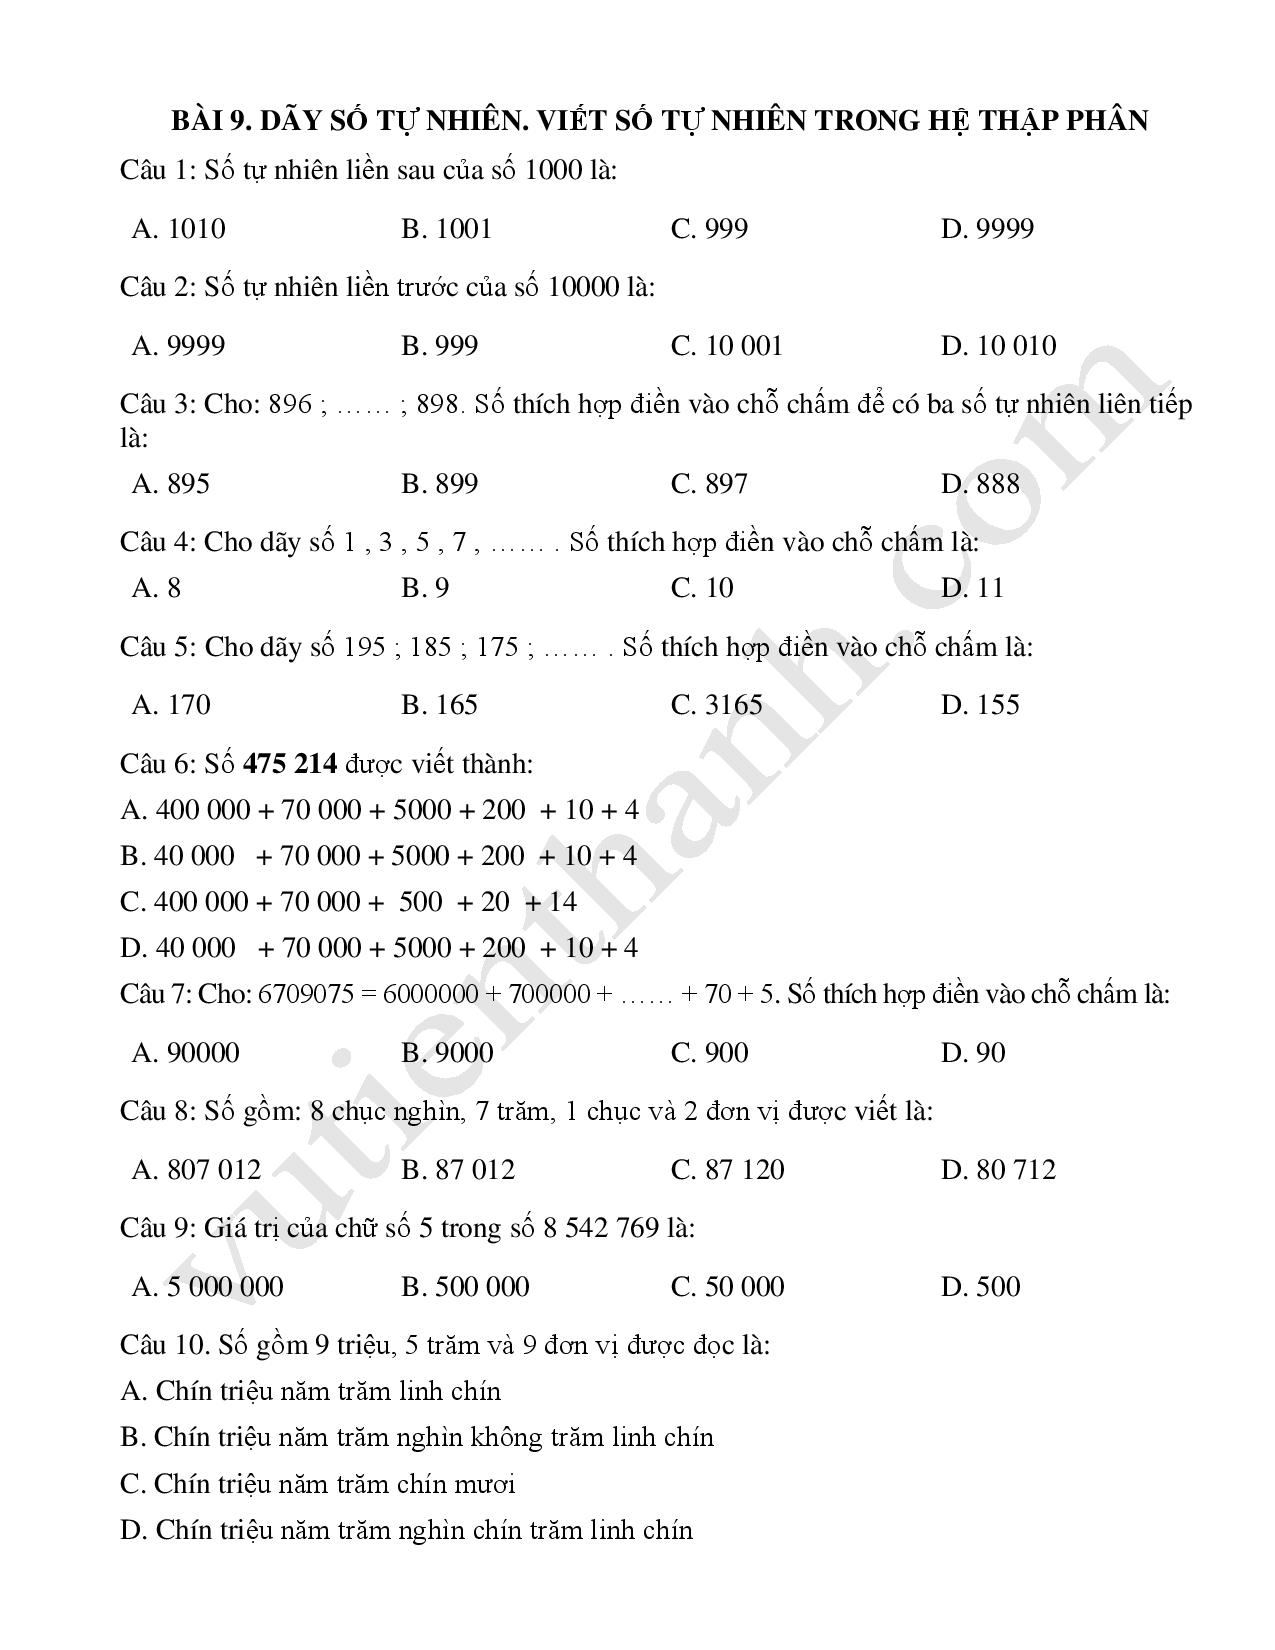 BÀI 9. DÃY SỐ TỰ NHIÊN. VIẾT SỐ TỰ NHIÊN TRONG HỆ THẬP PHÂN
Câu 1: Số tự nhiên liền sau của số 1000 là:
A. 1010 B. 1001 C. 999 D. 9999
Câu 2: Số tự nhiên liền trước của số 10000 là:
A. 9999 B. 999 C. 10 001 D. 10 010
Câu 3: Cho: 896 ; …… ; 898. Số thích hợp điền vào chỗ chấm để có ba số tự nhiên liên tiếp
là:
A. 895 B. 899 C. 897 D. 888
Câu 4: Cho dãy số 1 , 3 , 5 , 7 , …… . Số thích hợp điền vào chỗ chấm là:
A. 8 B. 9 C. 10 D. 11
Câu 5: Cho dãy số 195 ; 185 ; 175 ; …… . Số thích hợp điền vào chỗ chấm là:
A. 170 B. 165 C. 3165 D. 155
Câu 6: Số 475 214 được viết thành:
A. 400 000 + 70 000 + 5000 + 200 + 10 + 4
B. 40 000 + 70 000 + 5000 + 200 + 10 + 4
C. 400 000 + 70 000 + 500 + 20 + 14
D. 40 000 + 70 000 + 5000 + 200 + 10 + 4
Câu 7: Cho: 6709075 = 6000000 + 700000 + …… + 70 + 5. Số thích hợp điền vào chỗ chấm là:
A. 90000 B. 9000 C. 900 D. 90
Câu 8: Số gồm: 8 chục nghìn, 7 trăm, 1 chục và 2 đơn vị được viết là:
A. 807 012 B. 87 012 C. 87 120 D. 80 712
Câu 9: Giá trị của chữ số 5 trong số 8 542 769 là:
A. 5 000 000 B. 500 000 C. 50 000 D. 500
Câu 10. Số gồm 9 triệu, 5 trăm và 9 đơn vị được đọc là:
A. Chín triệu năm trăm linh chín
B. Chín triệu năm trăm nghìn không trăm linh chín
C. Chín triệu năm trăm chín mươi
D. Chín triệu năm trăm nghìn chín trăm linh chín
vutienthanh.com